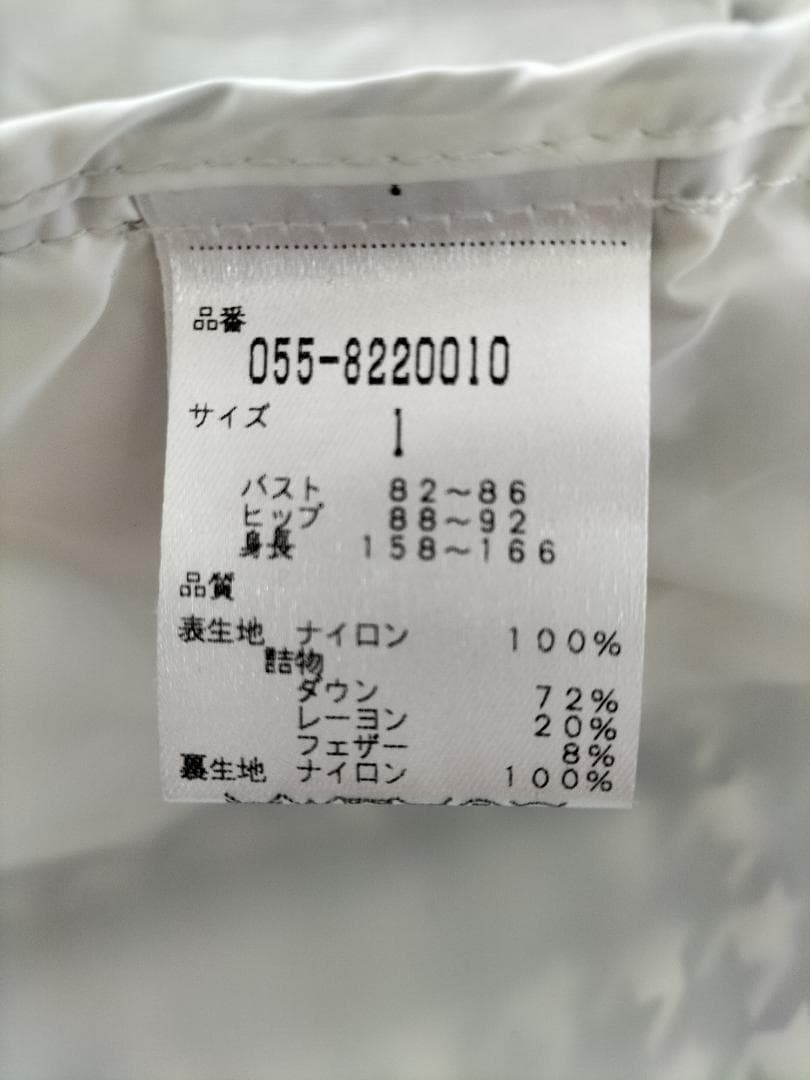 品番
055-8220010
サイズ 1
バスト 82~86
ヒップ 88~92
身長 158~166
品質
表生地 ナイロン 100%
詰物
ダウン 72%
レーヨン 20%
フェザー 8%
裏生地 ナイロン 100%